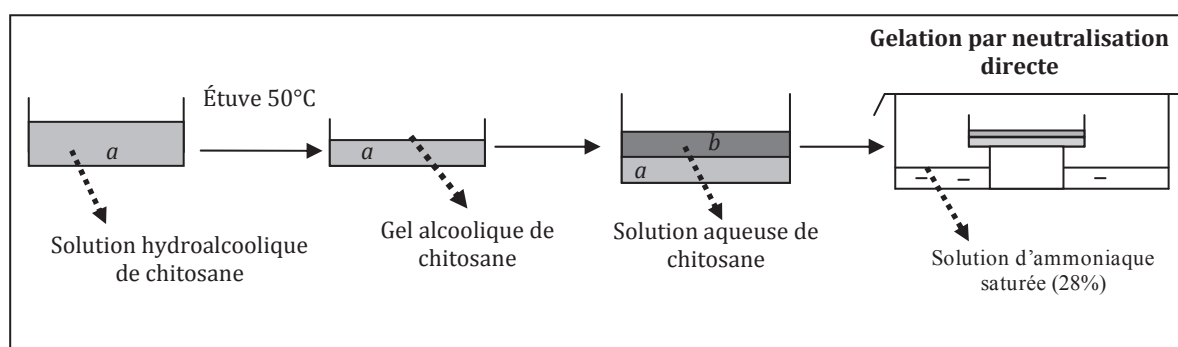 Gelation par neutralisation
directe
Étuve 50°C
a
a
b
a
Solution hydroalcoolique
de chitosane
Gel alcoolique de
chitosane
Solution aqueuse de
chitosane
Solution d’ammoniaque
saturée (28%)